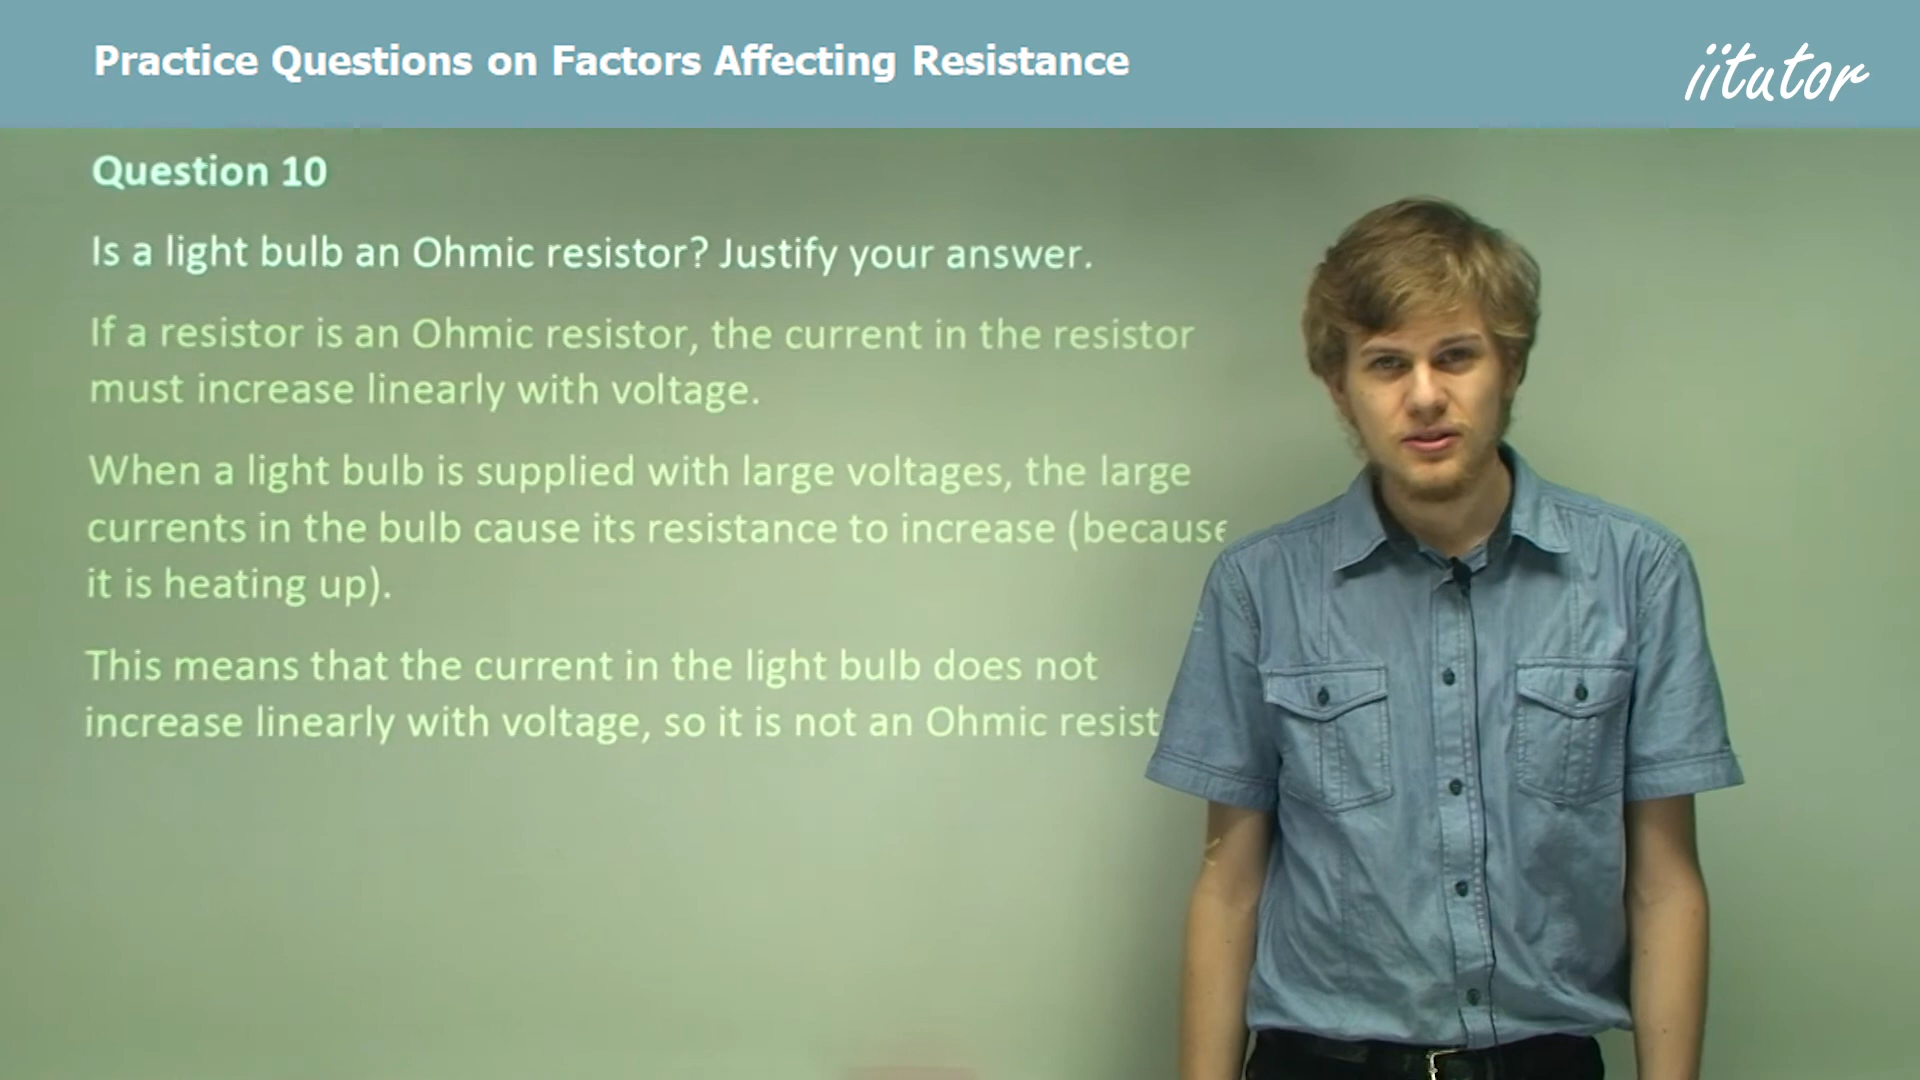 Practice Questions on Factors Affecting Resistance
iitutor
Question 10
Is a light bulb an Ohmic resistor? Justify your answer.
If a resistor is an Ohmic resistor, the current in the resistor
must increase linearly with voltage.
When a light bulb is supplied with large voltages, the large
currents in the bulb cause its resistance to increase (because
it is heating up).
This means that the current in the light bulb does not
increase linearly with voltage, so it is not an Ohmic resist